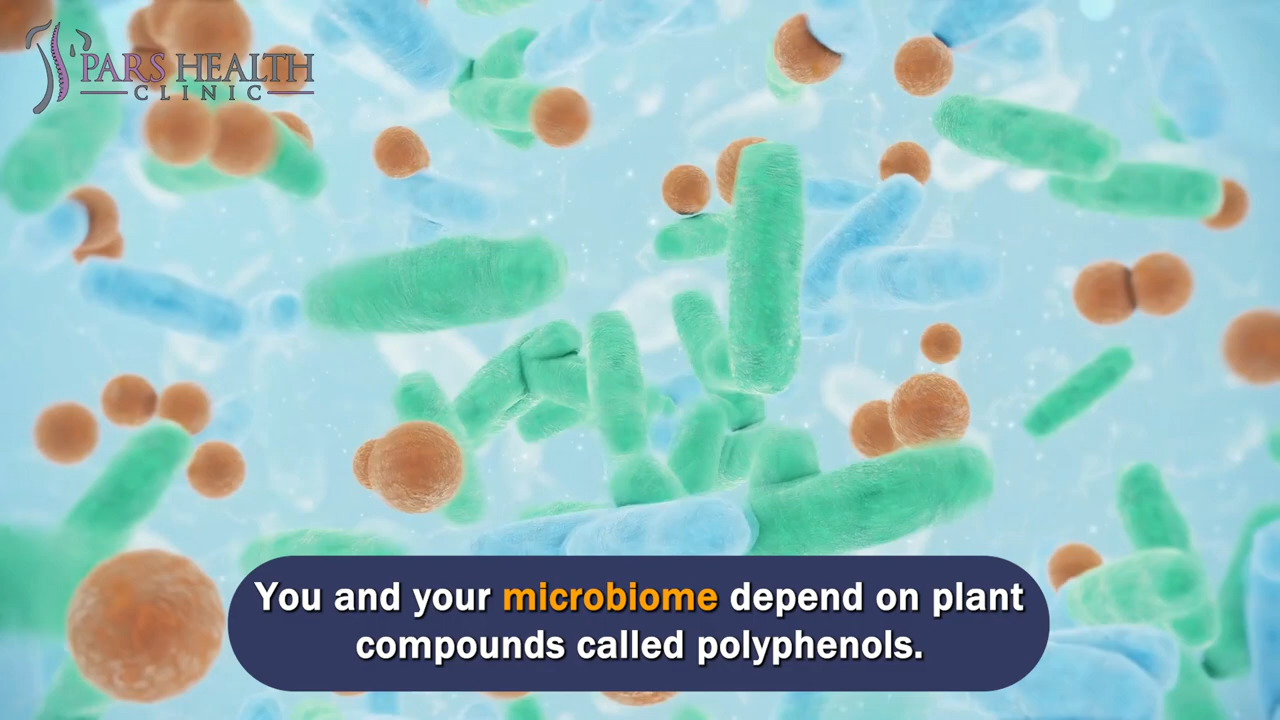 PARS HEALTH
CLINIC
You and your microbiome depend on plant
compounds called polyphenols.